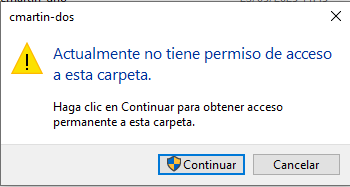 cmartin-dos
Actualmente no tiene permiso de acceso
a esta carpeta.
Haga clic en Continuar para obtener acceso
permanente a esta carpeta.
Continuar
Cancelar